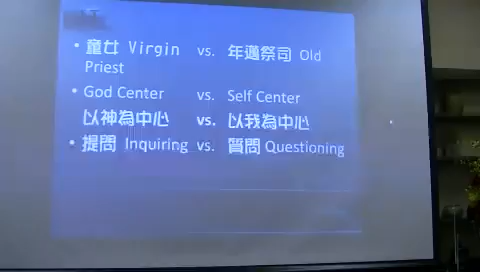 • 童女 Virgin vs. 年邁祭司 Old
Priest
• God Center vs. Self Center
以神為中心 vs. 以我為中心
• 提問 Inquiring vs. 質問 Questioning